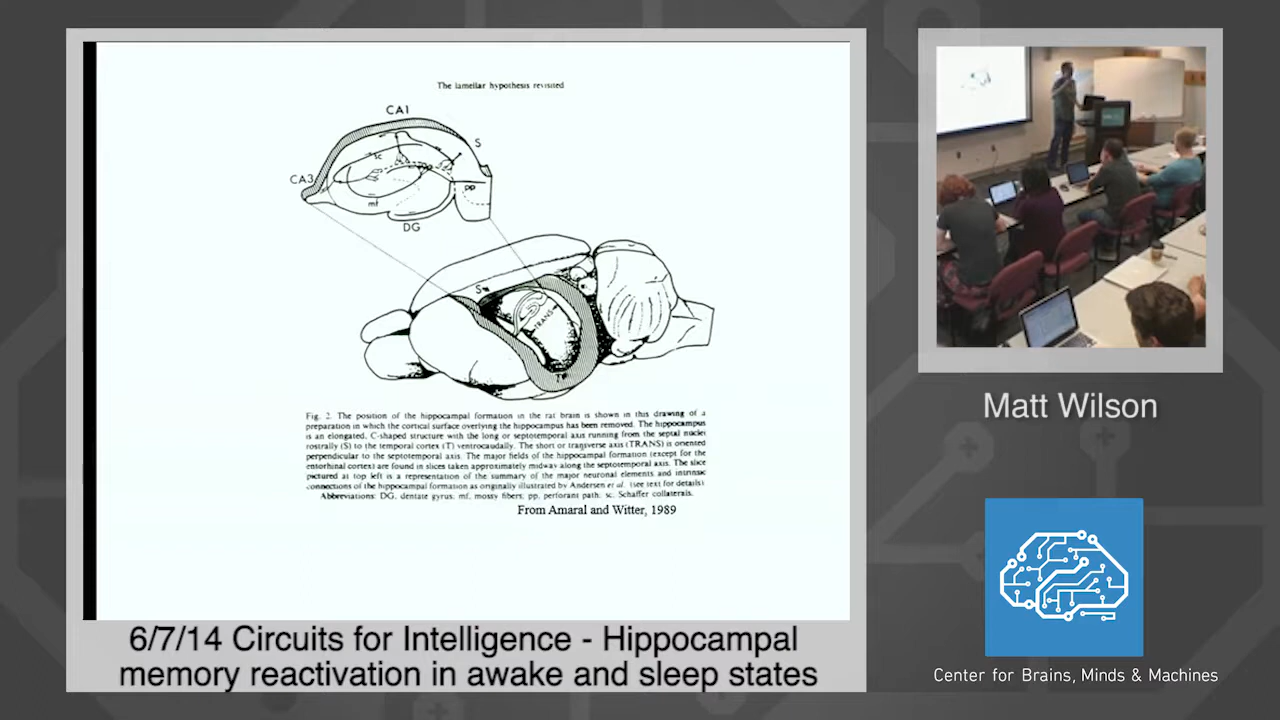 The lamellar hypothesis revisited
CA1
S
sc
CA3
pp
mf
DG
S
TRANS
T
Fig. 2. The position of the hippocampal formation in the rat brain is shown in this drawing of a
preparation in which the cortical surface overlying the hippocampus has been removed. The hippocampus
is an elongated, C-shaped structure with the long or septotemporal axis running from the septal nuclei
rostrally (S) to the temporal cortex (T) ventrocaudally. The short or transverse axis (TRANS) is oriented
perpendicular to the septotemporal axis. The major fields of the hippocampal formation (except for the
entorhinal cortex) are found in slices taken approximately midway along the septotemporal axis. The slice
pictured at top left is a representation of the summary of the major neuronal elements and intrinsic
connections of the hippocampal formation as originally illustrated by Andersen et al. (see text for details)
Abbreviations: DG, dentate gyrus; mf, mossy fibers; pp, perforant path; sc, Schaffer collaterals.
From Amaral and Witter, 1989
6/7/14 Circuits for Intelligence - Hippocampal
memory reactivation in awake and sleep states
Matt Wilson
Center for Brains, Minds & Machines